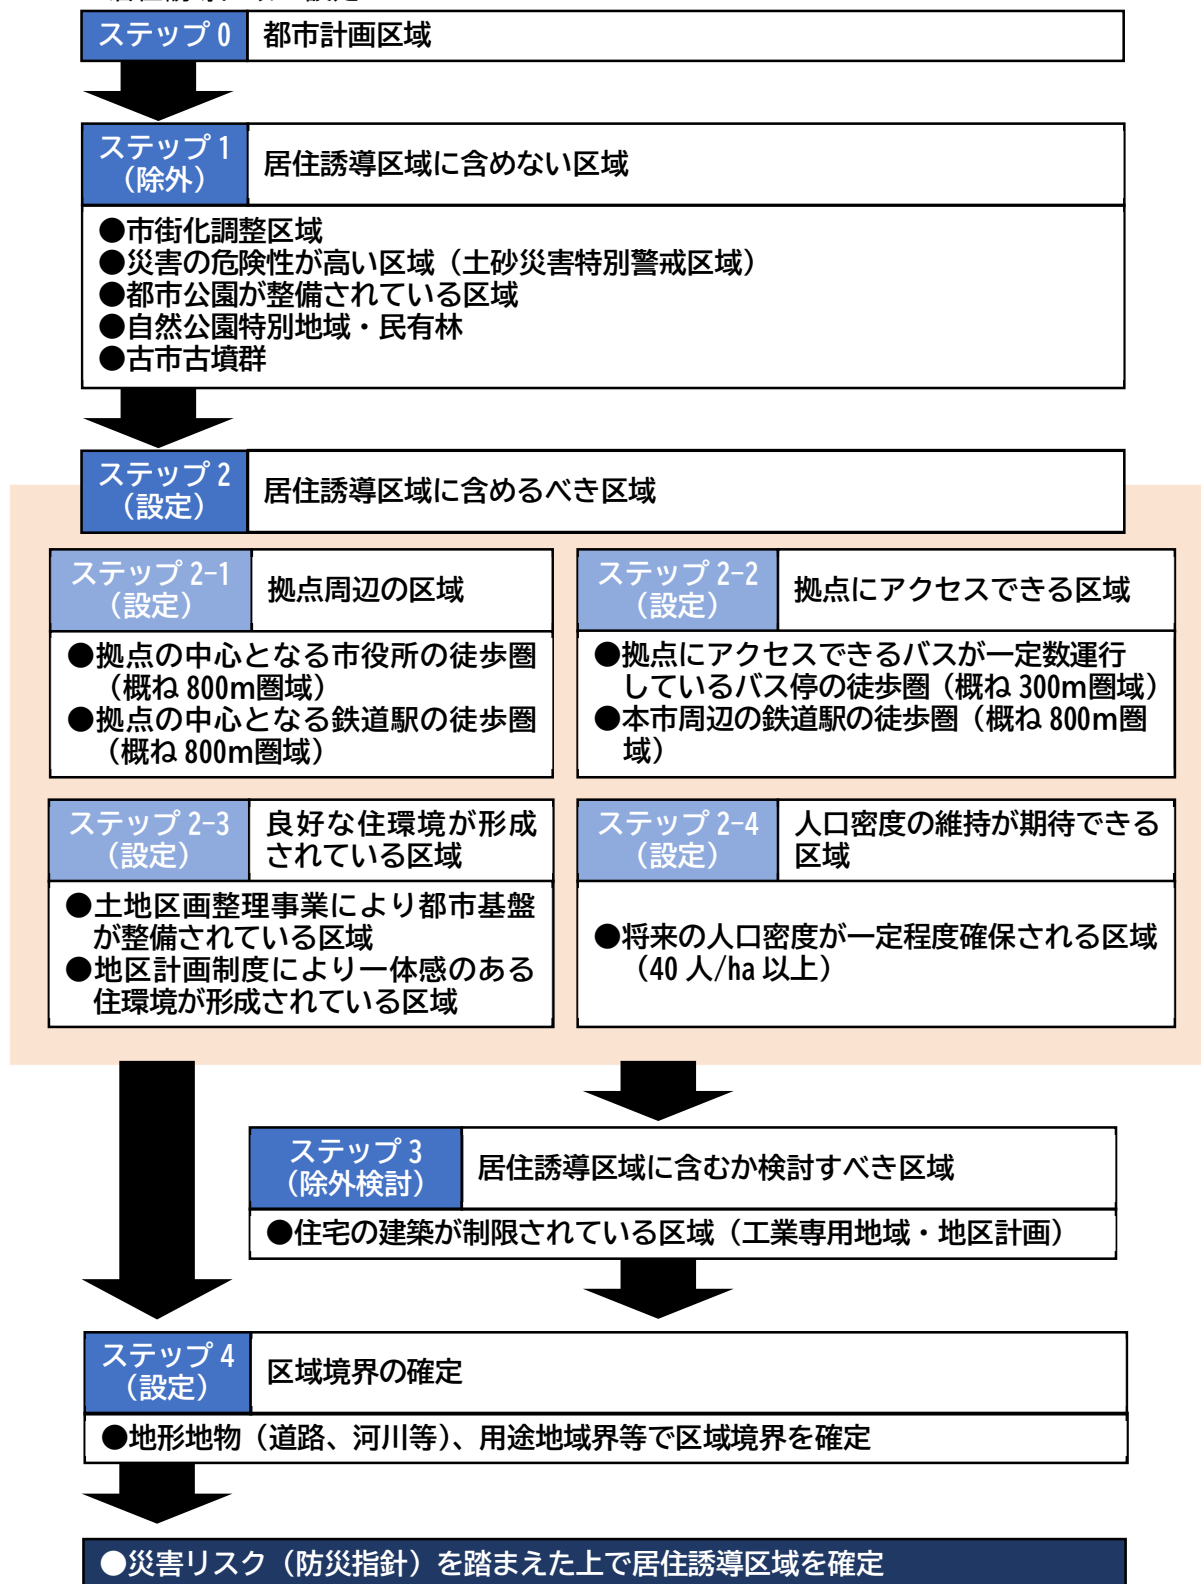 ステップ0 都市計画区域
ステップ1
（除外）
居住誘導区域に含めない区域
●市街化調整区域
●災害の危険性が高い区域（土砂災害特別警戒区域）
●都市公園が整備されている区域
●自然公園特別地域・民有林
●古市古墳群
ステップ2
（設定）
居住誘導区域に含めるべき区域
ステップ2-1
（設定）
拠点周辺の区域
●拠点の中心となる市役所の徒歩圏
（概ね800m圏域）
●拠点の中心となる鉄道駅の徒歩圏
（概ね800m圏域）
ステップ2-2
（設定）
拠点にアクセスできる区域
●拠点にアクセスできるバスが一定数運行
しているバス停の徒歩圏（概ね300m圏域）
●本市周辺の鉄道駅の徒歩圏（概ね800m圏
域）
ステップ2-3
（設定）
良好な住環境が形成
されている区域
●土地区画整理事業により都市基盤
が整備されている区域
●地区計画制度により一体感のある
住環境が形成されている区域
ステップ2-4
（設定）
人口密度の維持が期待できる
区域
●将来の人口密度が一定程度確保される区域
（40人/ha以上）
ステップ3
（除外検討）
居住誘導区域に含むか検討すべき区域
●住宅の建築が制限されている区域（工業専用地域・地区計画）
ステップ4
（設定）
区域境界の確定
●地形地物（道路、河川等）、用途地域界等で区域境界を確定
●災害リスク（防災指針）を踏まえた上で居住誘導区域を確定